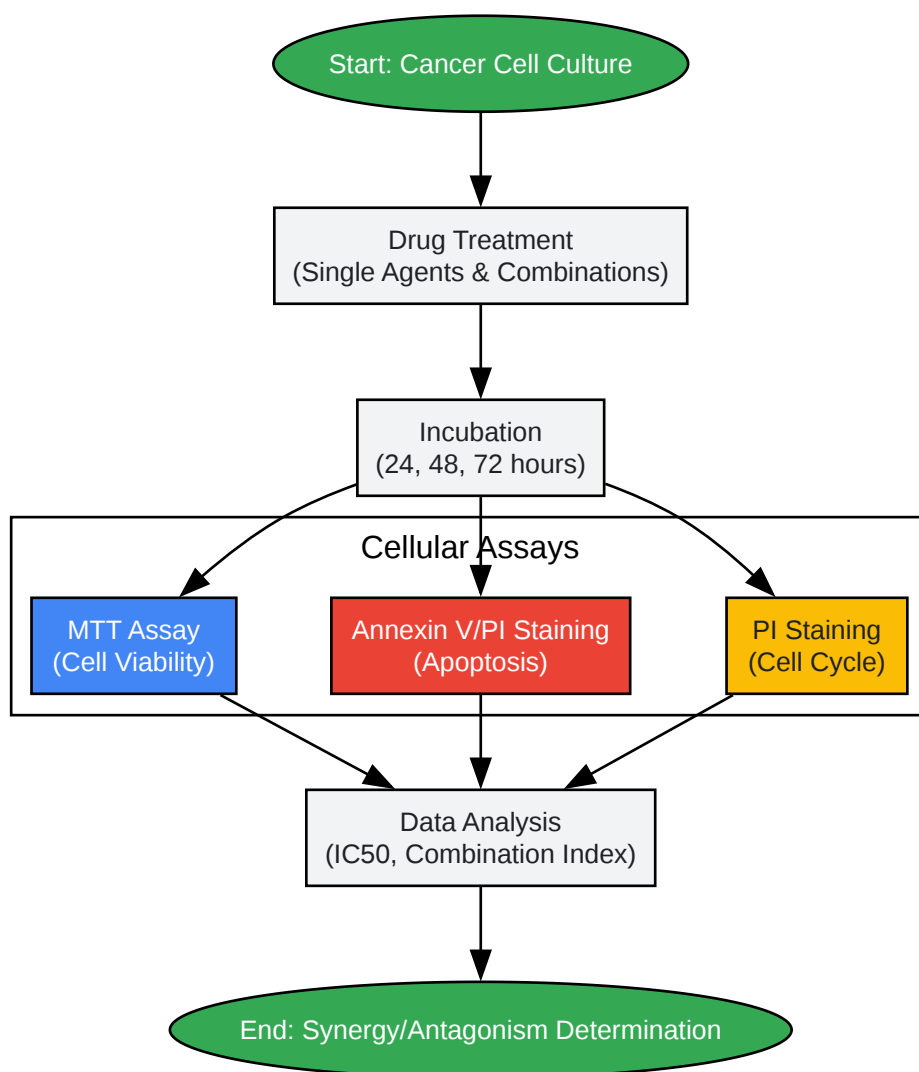 Start: Cancer Cell Culture
Drug Treatment
(Single Agents & Combinations)
Incubation
(24, 48, 72 hours)
Cellular Assays
MTT Assay
(Cell Viability)
Annexin V/PI Staining
(Apoptosis)
PI Staining
(Cell Cycle)
Data Analysis
(IC50, Combination Index)
End: Synergy/Antagonism Determination